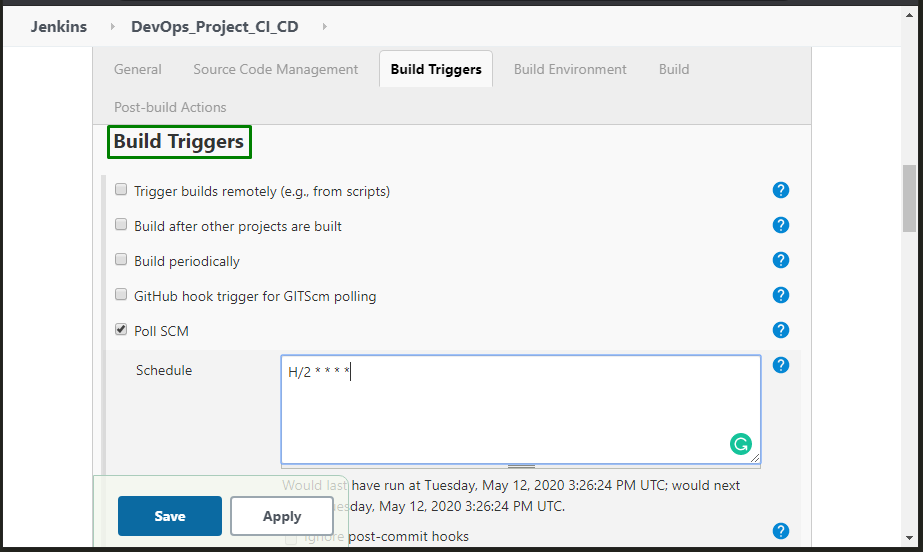 Jenkins DevOps_Project_CI_CD
General Source Code Management Build Triggers Build Environment Build
Post-build Actions
Build Triggers
Trigger builds remotely (e.g., from scripts)
Build after other projects are built
Build periodically
GitHub hook trigger for GITScm polling
Poll SCM
Schedule
H/2 * * * *
Would last have run at Tuesday, May 12, 2020 3:26:24 PM UTC; would next
sday, May 12, 2020 3:26:24 PM UTC.
Save Apply
Ignore post-commit hooks